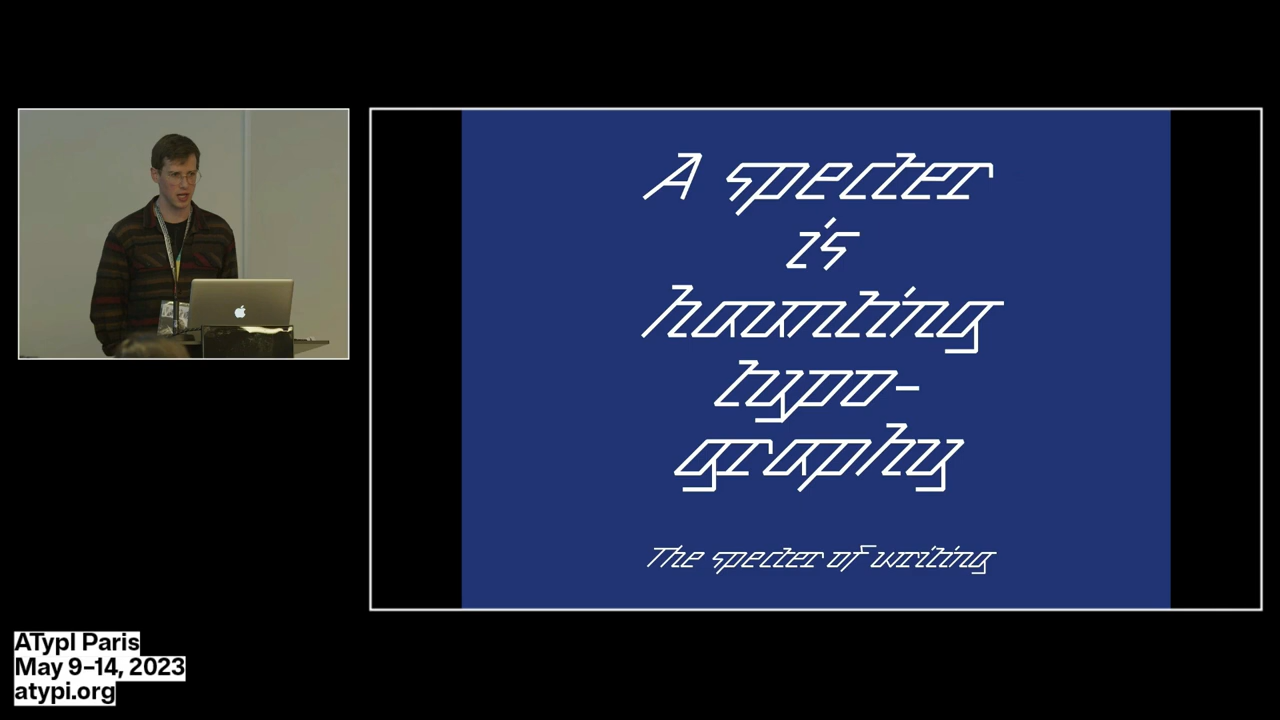 A specter
is
haunting
typo-
graphy
The specter of writing
ATypI Paris
May 9–14, 2023
atypi.org